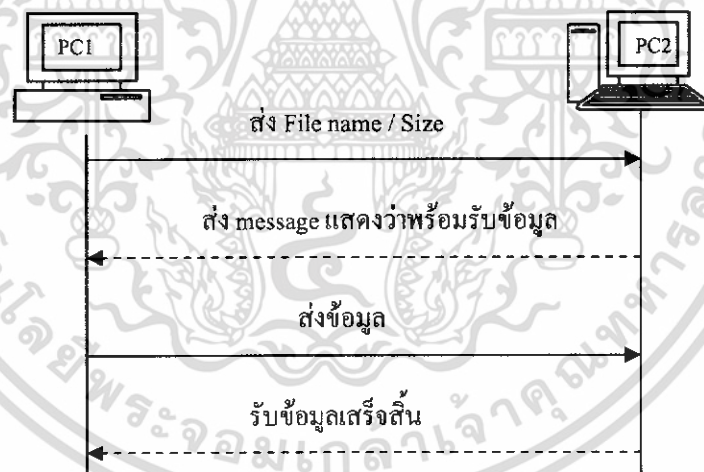 PC1
PC2
ส่ง File name / Size
ส่ง message แสดงว่าพร้อมรับข้อมูล
ส่งข้อมูล
รับข้อมูลเสร็จสิ้น